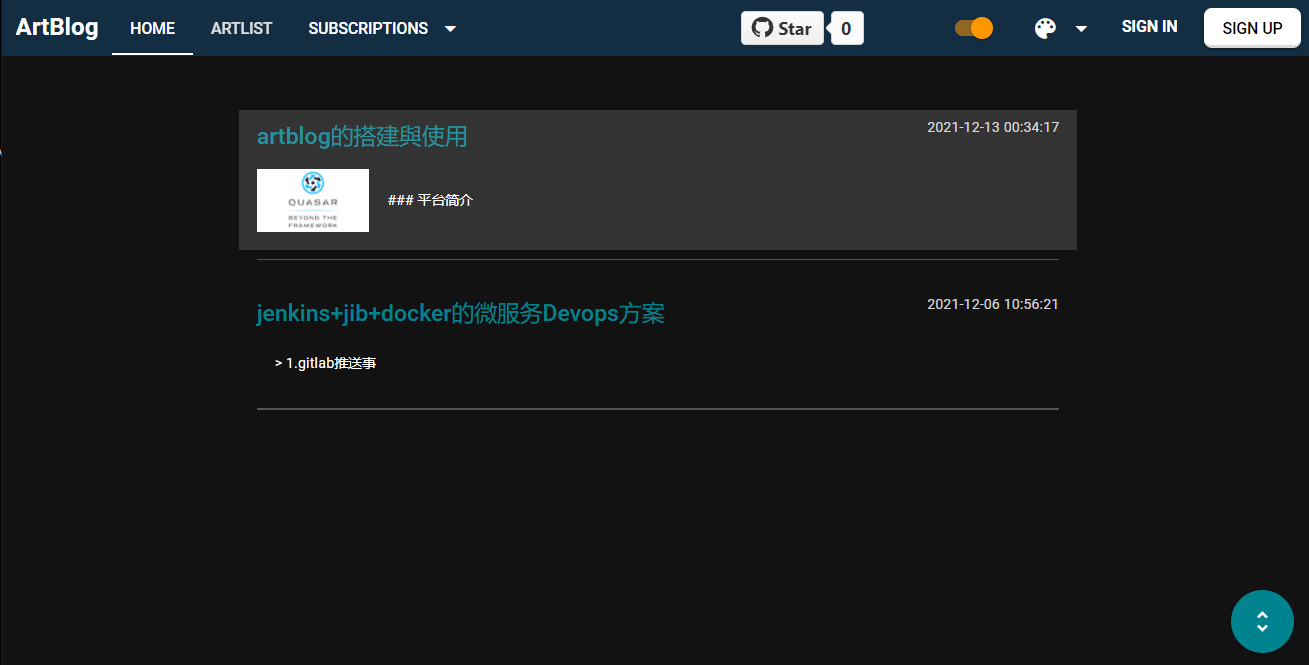 ArtBlog HOME ARTLIST SUBSCRIPTIONS Star 0 SIGN IN SIGN UP
artblog的搭建與使用 2021-12-13 00:34:17
QUASAR
BEYOND THE
FRAMEWORK
### 平台簡介
jenkins+jib+docker的微服务Devops方案 2021-12-06 10:56:21
> 1.gitlab推送事